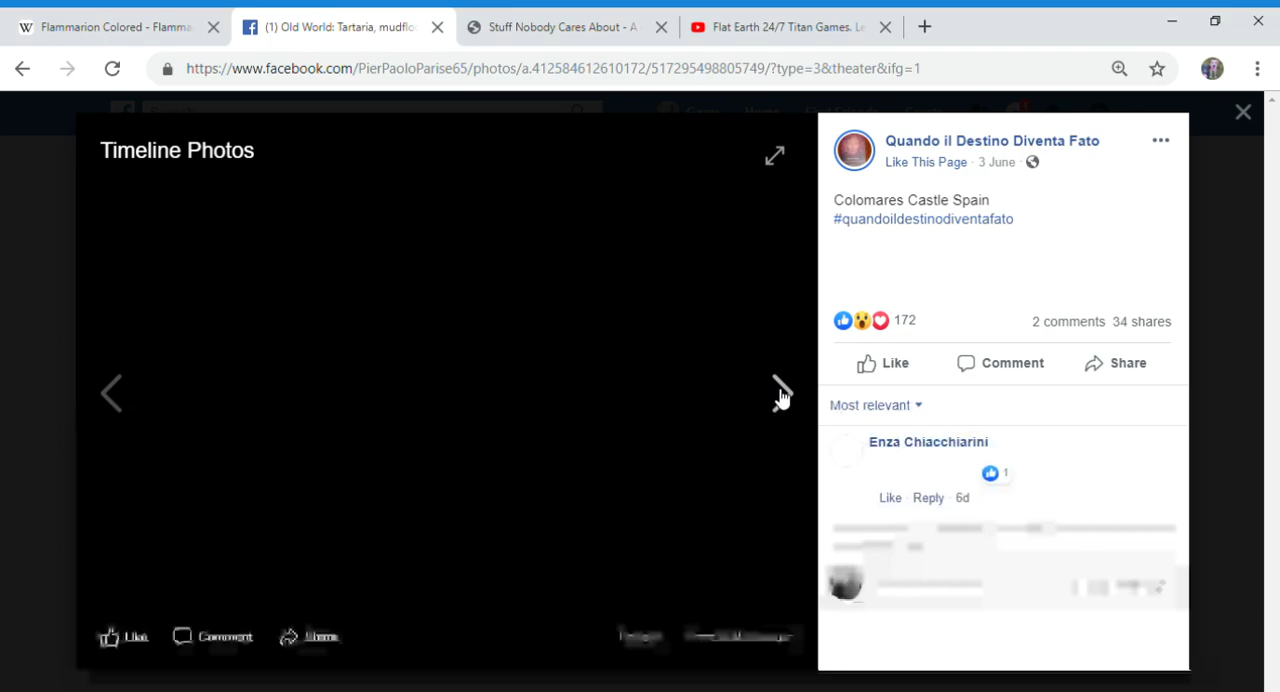 Flammarion Colored - Flamma
(1) Old World: Tartaria, mudflo
Stuff Nobody Cares About - A
Flat Earth 24/7 Titan Games. Le
https://www.facebook.com/PierPaoloParise65/photos/a.412584612610172/517295498805749/?type=3&theater&ifg=1
Timeline Photos
Quando il Destino Diventa Fato
Like This Page · 3 June ·
Colomares Castle Spain
#quandoildestinodiventafato
172
2 comments 34 shares
Like Comment Share
Most relevant
Enza Chiacchiarini
1
Like · Reply · 6d
Like Comment Share